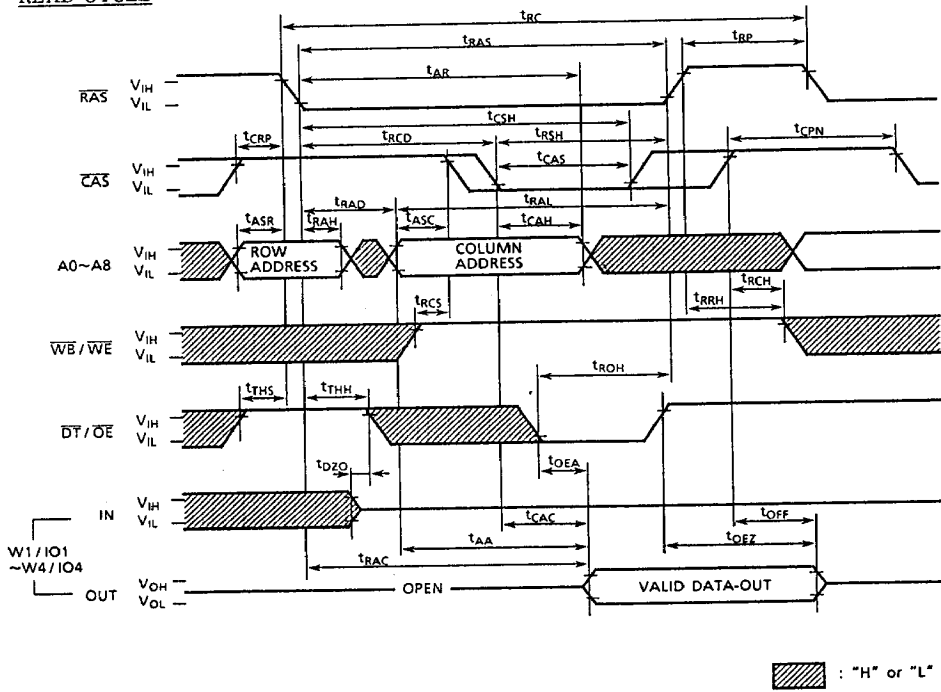 READ CYCLE
tRC
tRAS
tRP
tAR
RAS
VIH
VIL
tCSH
tCRP
tRCD
tRSH
tCPN
tCAS
CAS
VIH
VIL
tRAD
tRAL
tASR
tRAH
tASC
tCAH
A0~A8
VIH
VIL
ROW
ADDRESS
COLUMN
ADDRESS
tRCH
tRCS
tRRH
WB/WE
VIH
VIL
tROH
tTHS
tTHH
DT/OE
VIH
VIL
tDZO
tOEA
IN
VIH
VIL
tCAC
tOFF
W1/IO1
~W4/IO4
tAA
tOEZ
tRAC
OUT
VOH
VOL
OPEN
VALID DATA-OUT
: "H" or "L"